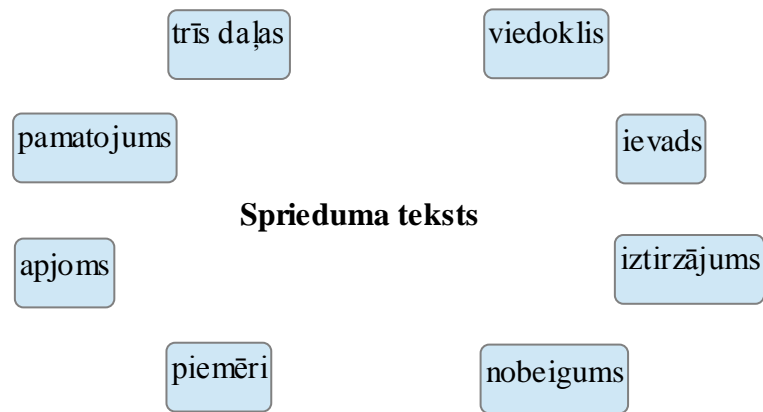 trīs daļas
viedoklis
pamatojums
ievads
Sprieduma teksts
apjoms
iztirzājums
piemēri
nobeigums